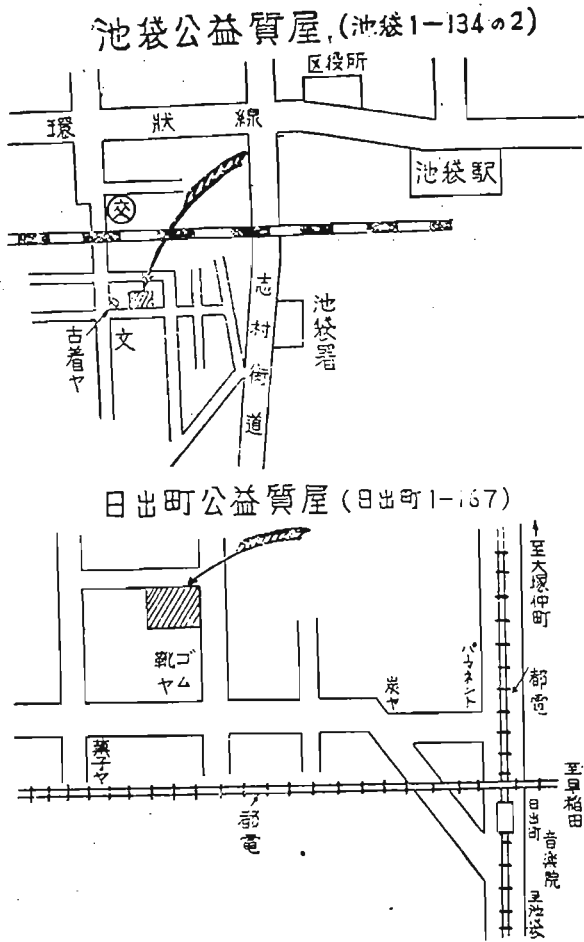 池袋公益質屋 (池袋1-134の2)
区役所
環状線
池袋駅
交
志村街道
池袋署
古着ヤ
文
日出町公益質屋 (日出町1-167)
至大塚仲町
ゴム
靴ヤ
炭ヤ
パーマネント
都電
菓子ヤ
都電
至早稲田
日出町
音楽院
至池袋